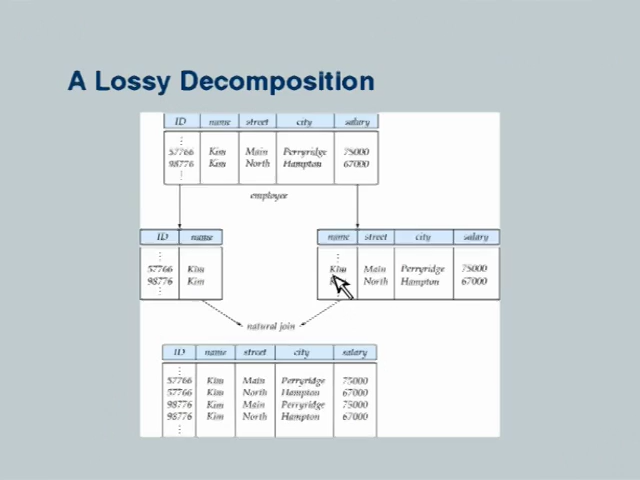 A Lossy Decomposition
ID name street city salary
57766 Kim Main Perryridge 75000
98776 Kim North Hampton 67000
employee
ID name
57766 Kim
98776 Kim
name street city salary
Kim Main Perryridge 75000
North Hampton 67000
natural join
ID name street city salary
57766 Kim Main Perryridge 75000
57766 Kim North Hampton 67000
98776 Kim Main Perryridge 75000
98776 Kim North Hampton 67000